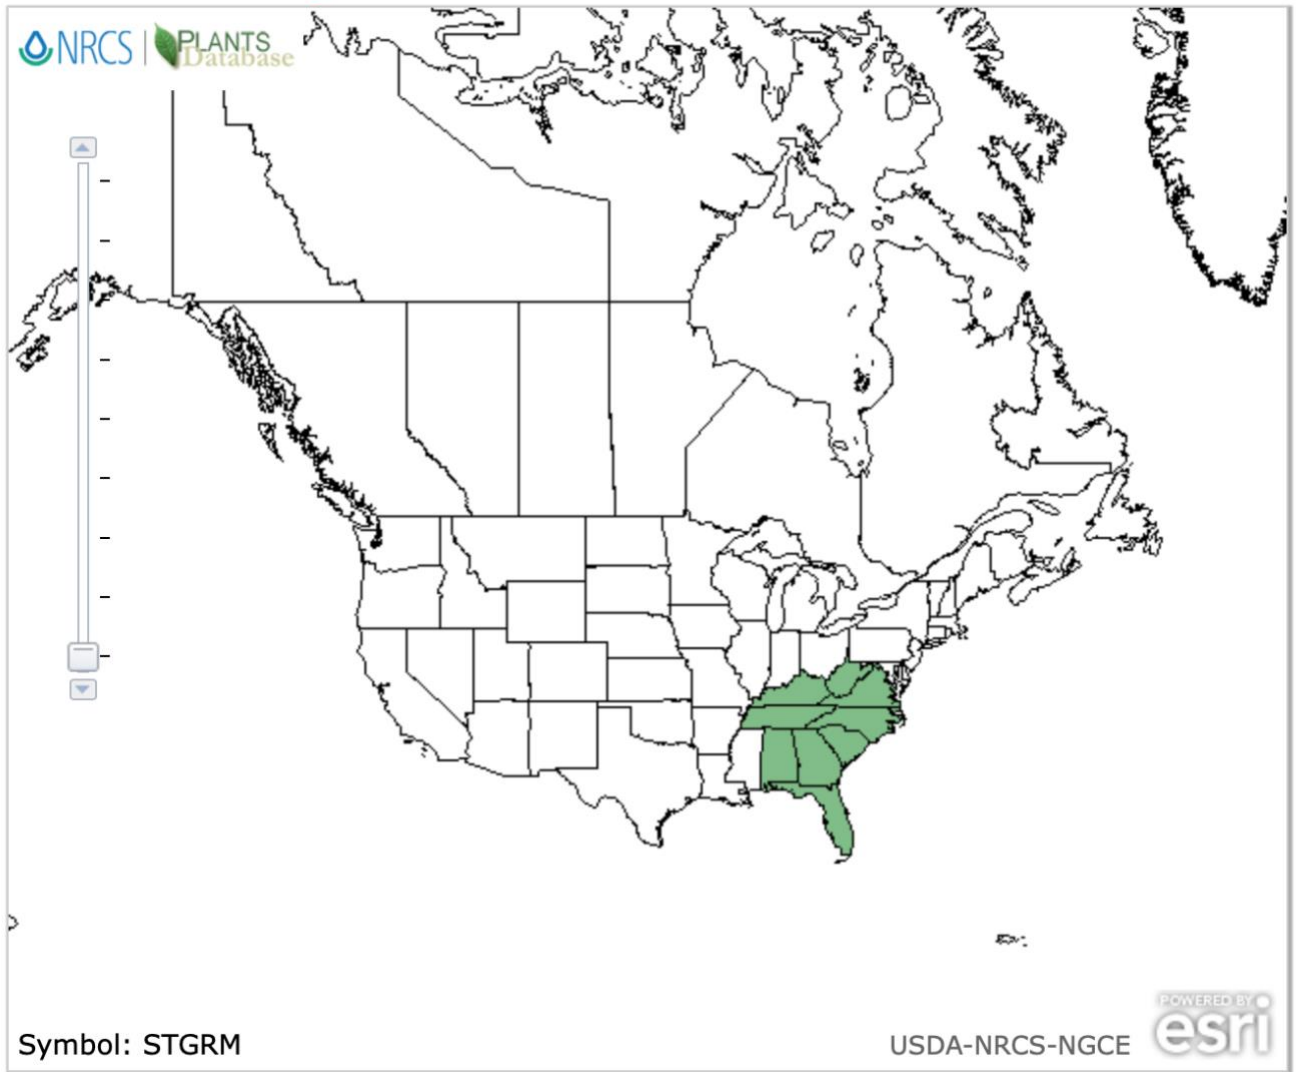 NRCS | PLANTS
Database
POWERED BY
esri
Symbol: STGRM
USDA-NRCS-NGCE